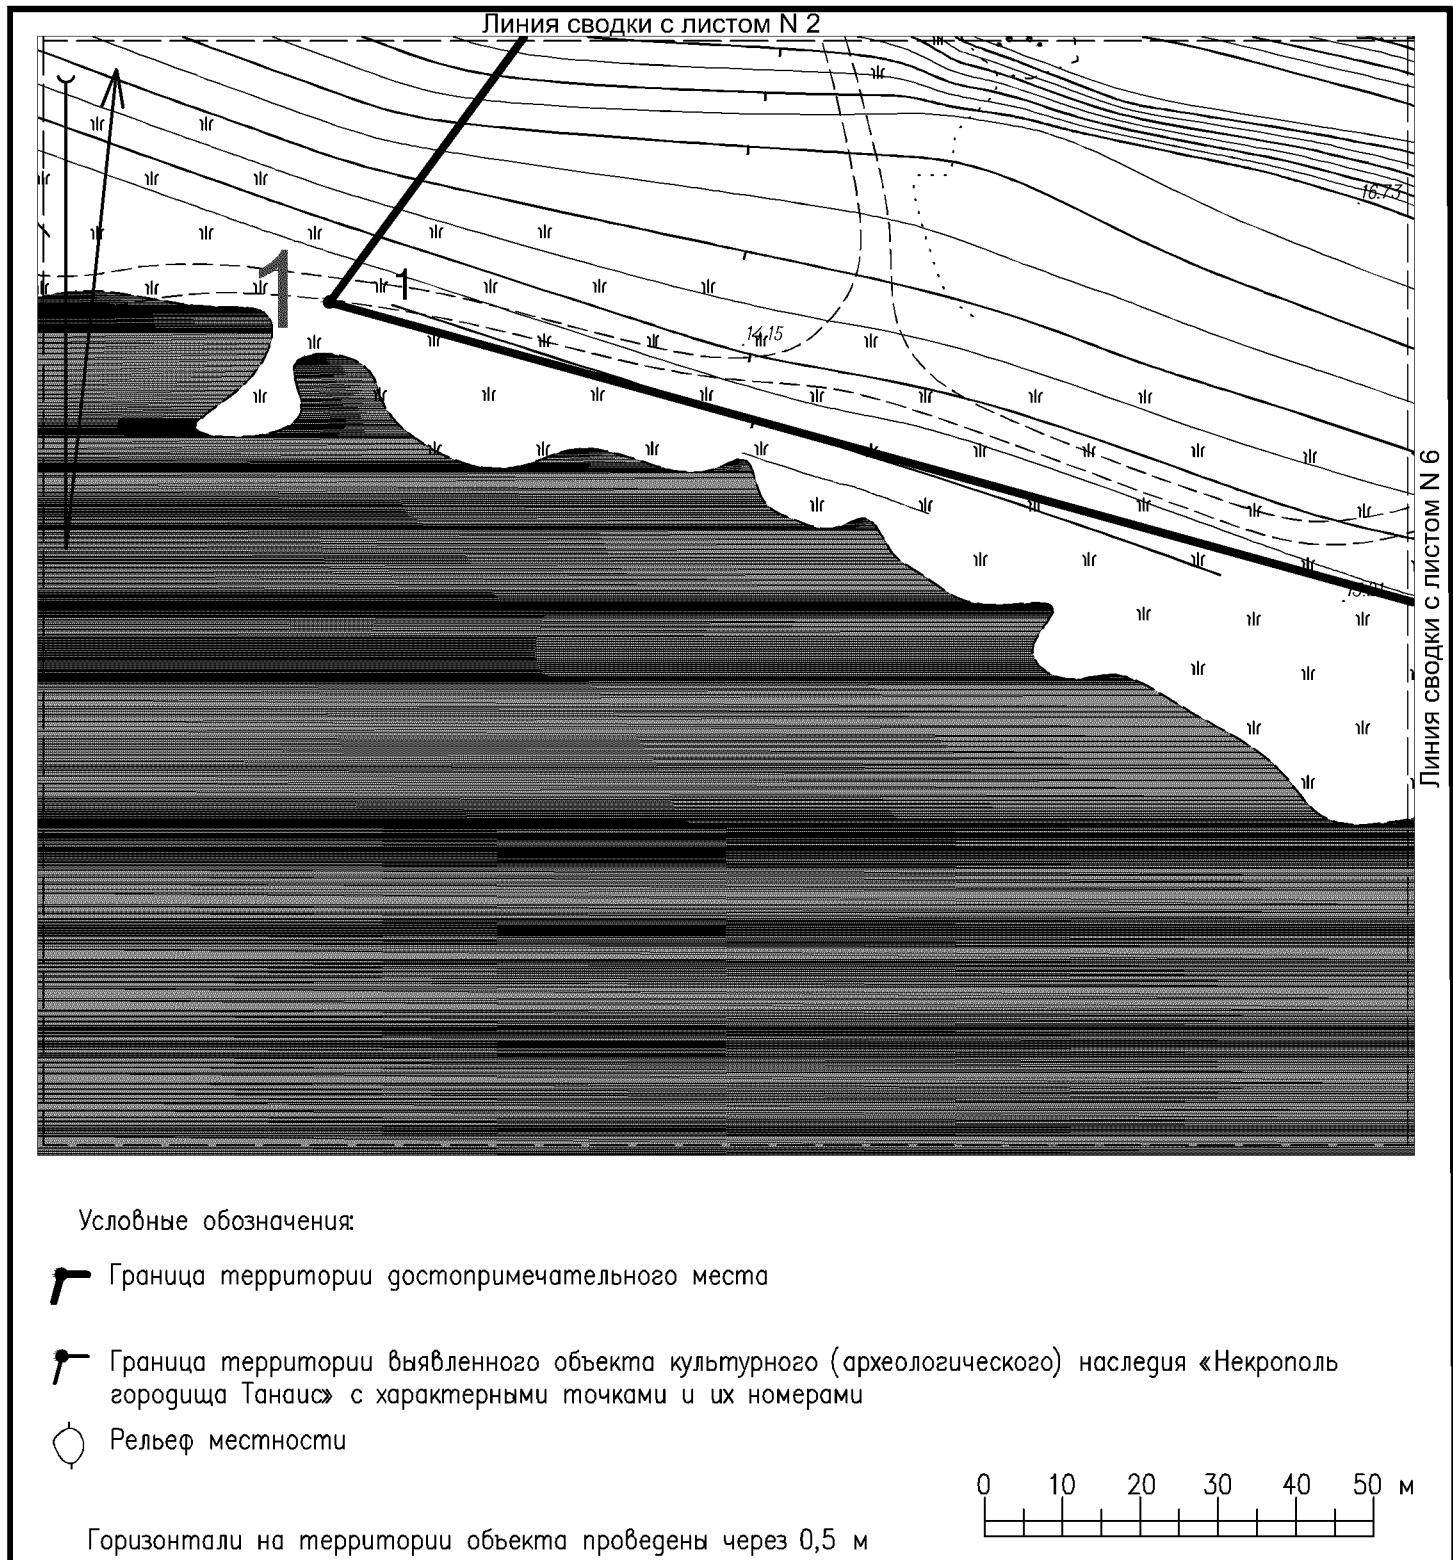 Линия сводки с листом N 2
16.73
1
1
14.15
Линия сводки с листом N 6
Условные обозначения:
Граница территории достопримечательного места
Граница территории выявленного объекта культурного (археологического) наследия «Некрополь
городища Танаис» с характерными точками и их номерами
Рельеф местности
0 10 20 30 40 50 м
Горизонтали на территории объекта проведены через 0,5 м